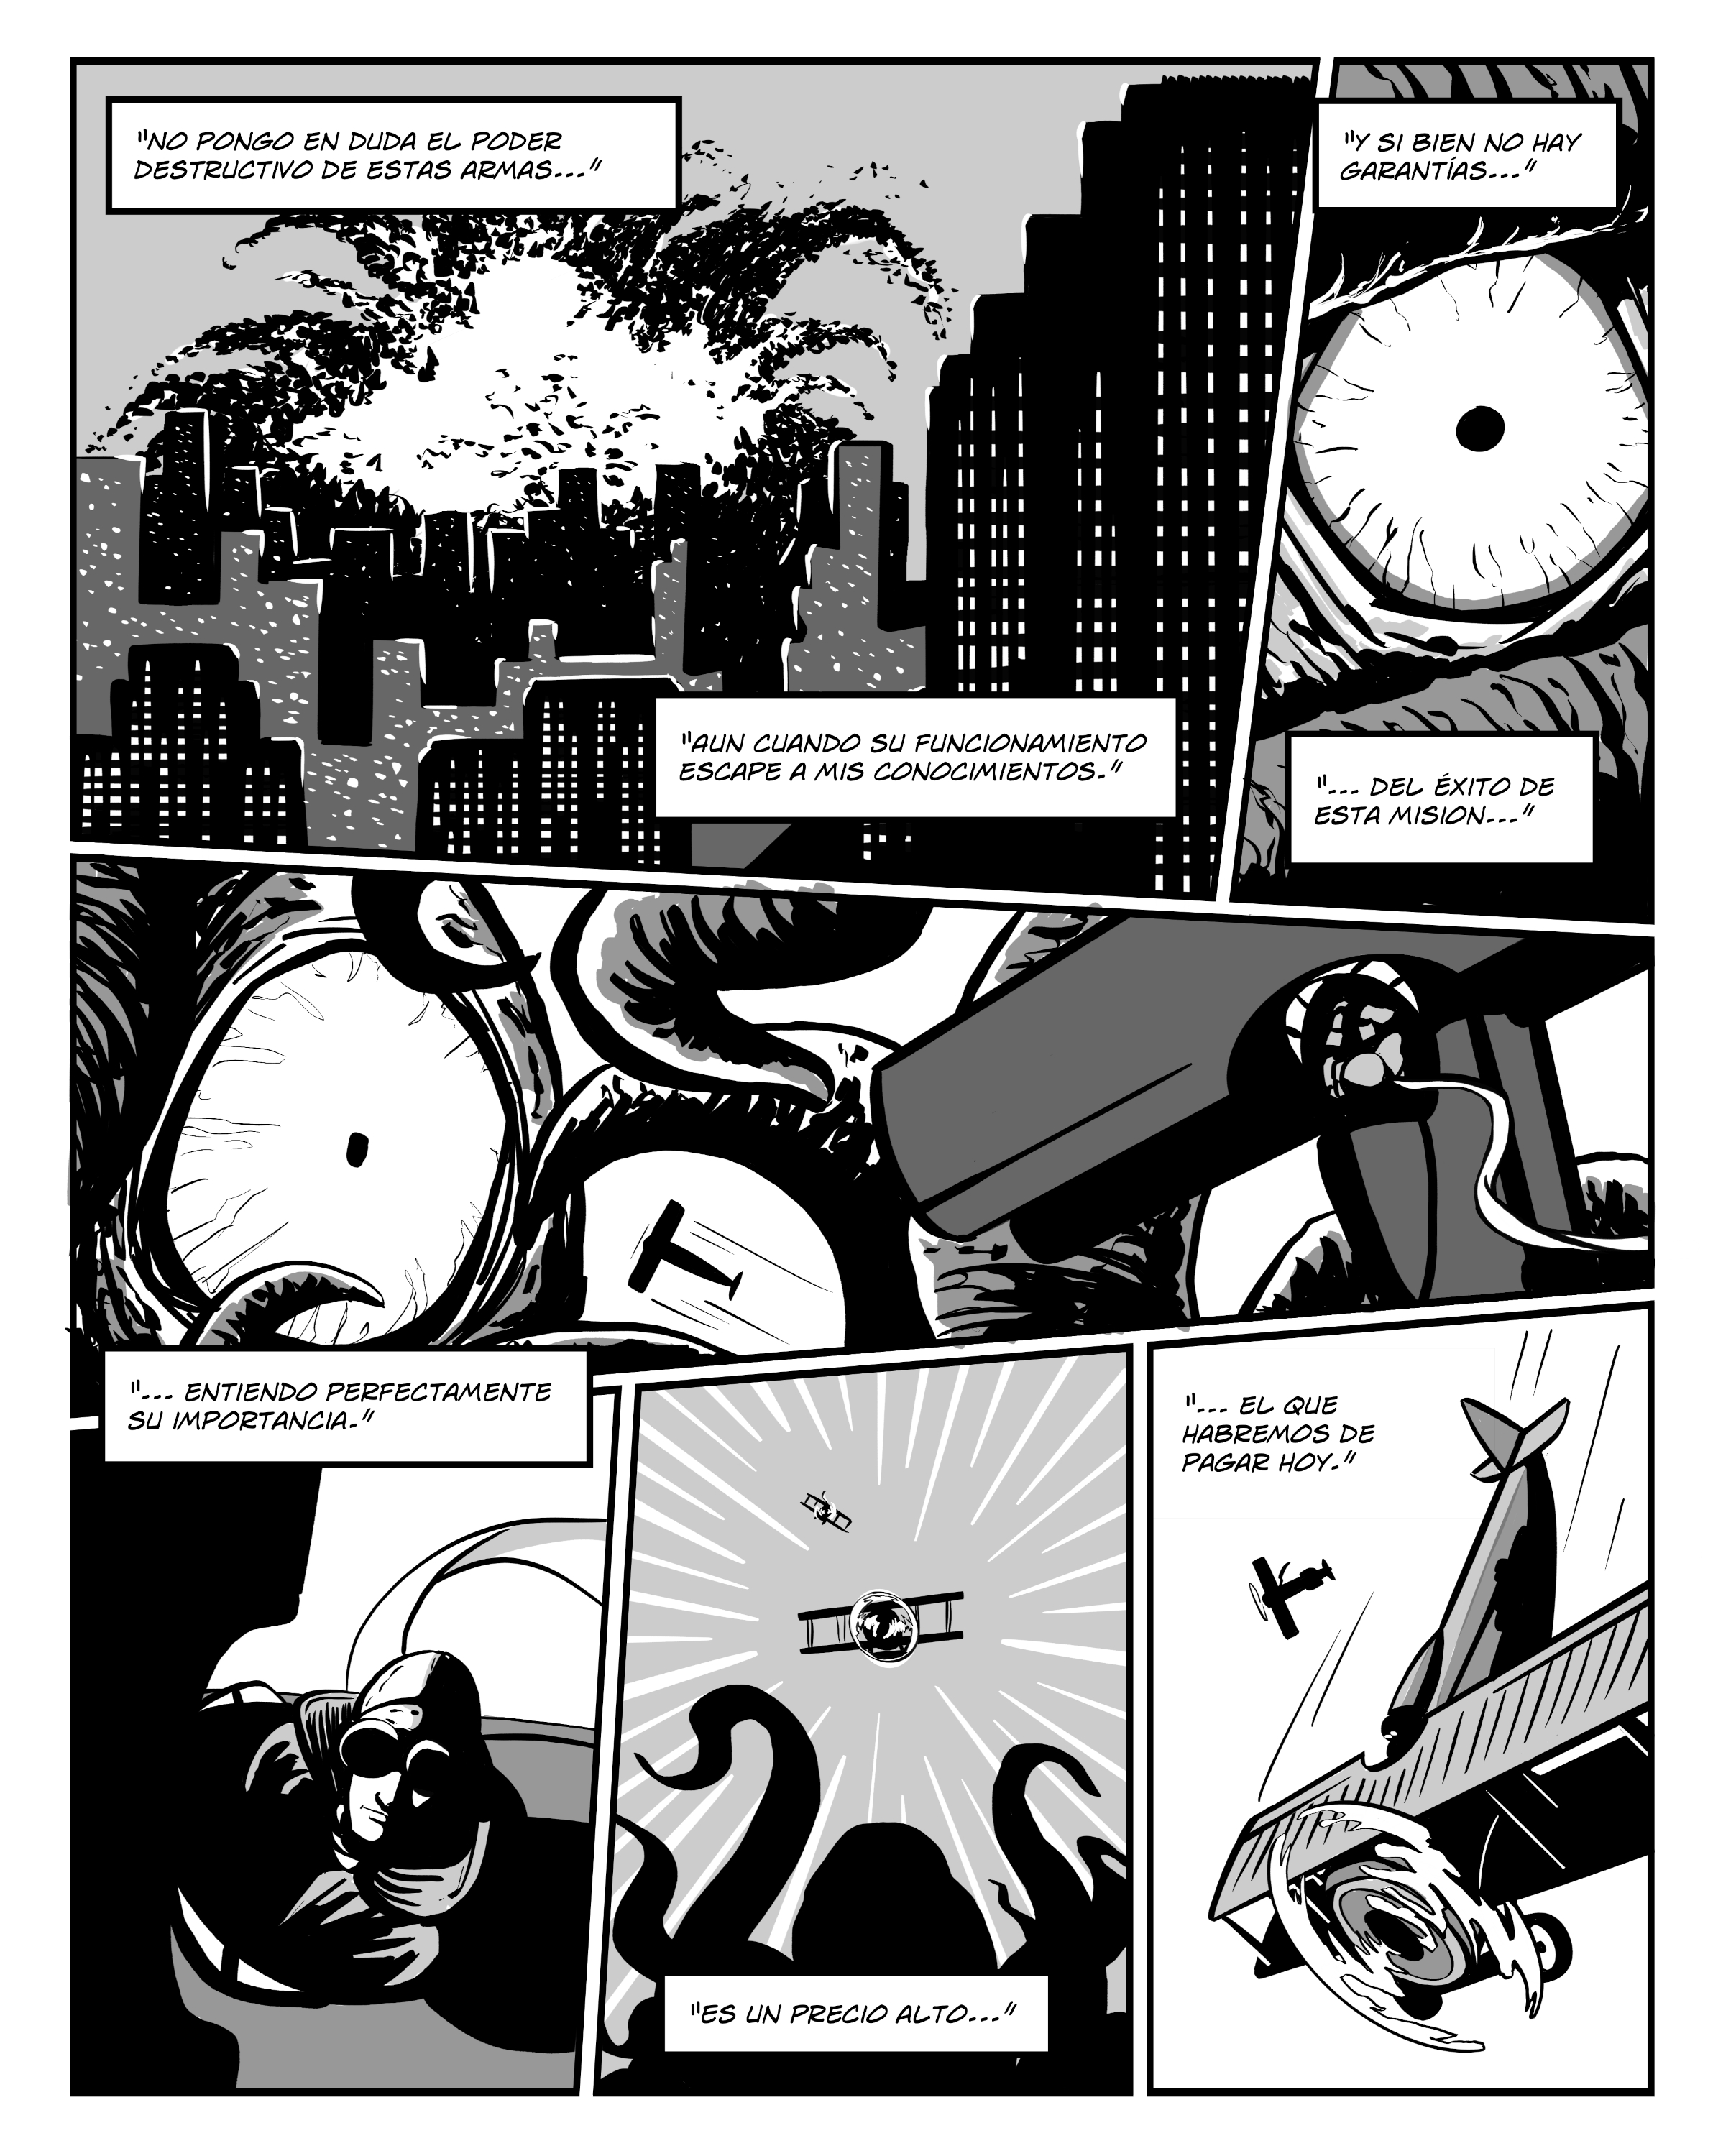 "NO PONGO EN DUDA EL PODER
DESTRUCTIVO DE ESTAS ARMAS..."
"AUN CUANDO SU FUNCIONAMIENTO
ESCAPE A MIS CONOCIMIENTOS."
"Y SI BIEN NO HAY
GARANTÍAS..."
"... DEL ÉXITO DE
ESTA MISION..."
"... ENTIENDO PERFECTAMENTE
SU IMPORTANCIA."
"ES UN PRECIO ALTO..."
"... EL QUE
HABREMOS DE
PAGAR HOY."